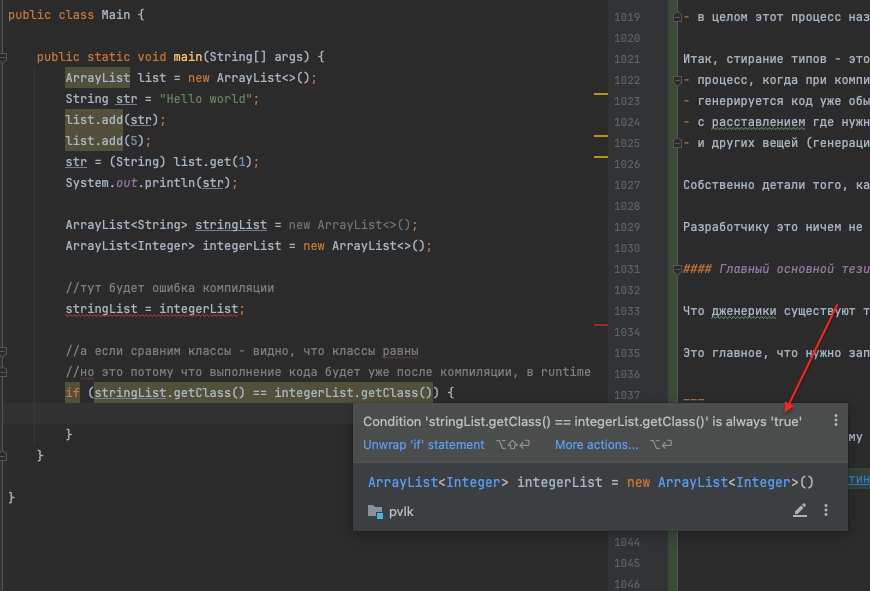 public class Main {
public static void main(String[] args) {
ArrayList list = new ArrayList<>();
String str = "Hello world";
list.add(str);
list.add(5);
str = (String) list.get(1);
System.out.println(str);
ArrayList<String> stringList = new ArrayList<>();
ArrayList<Integer> integerList = new ArrayList<>();
//тут будет ошибка компиляции
stringList = integerList;
//а если сравним классы - видно, что классы равны
//но это потому что выполнение кода будет уже после компиляции, в runtime
if (stringList.getClass() == integerList.getClass()) {
}
}
}
Condition 'stringList.getClass() == integerList.getClass()' is always 'true'
Unwrap 'if' statement ⌥⇧⏎ More actions... ⌥⏎
ArrayList<Integer> integerList = new ArrayList<Integer>()
pvlk
1019 - в целом этот процесс наз
1020
1021 Итак, стирание типов - это
1022 - процесс, когда при компи
1023 - генерируется код уже обы
1024 - с расставлением где нужн
1025 - и других вещей (генераци
1026
1027 Собственно детали того, ка
1028
1029 Разработчику это ничем не
1030
1031 #### Главный основной тези
1032
1033 Что дженерики существуют т
1034
1035 Это главное, что нужно зап
1036
1037
му
тин
1044
1045
1046